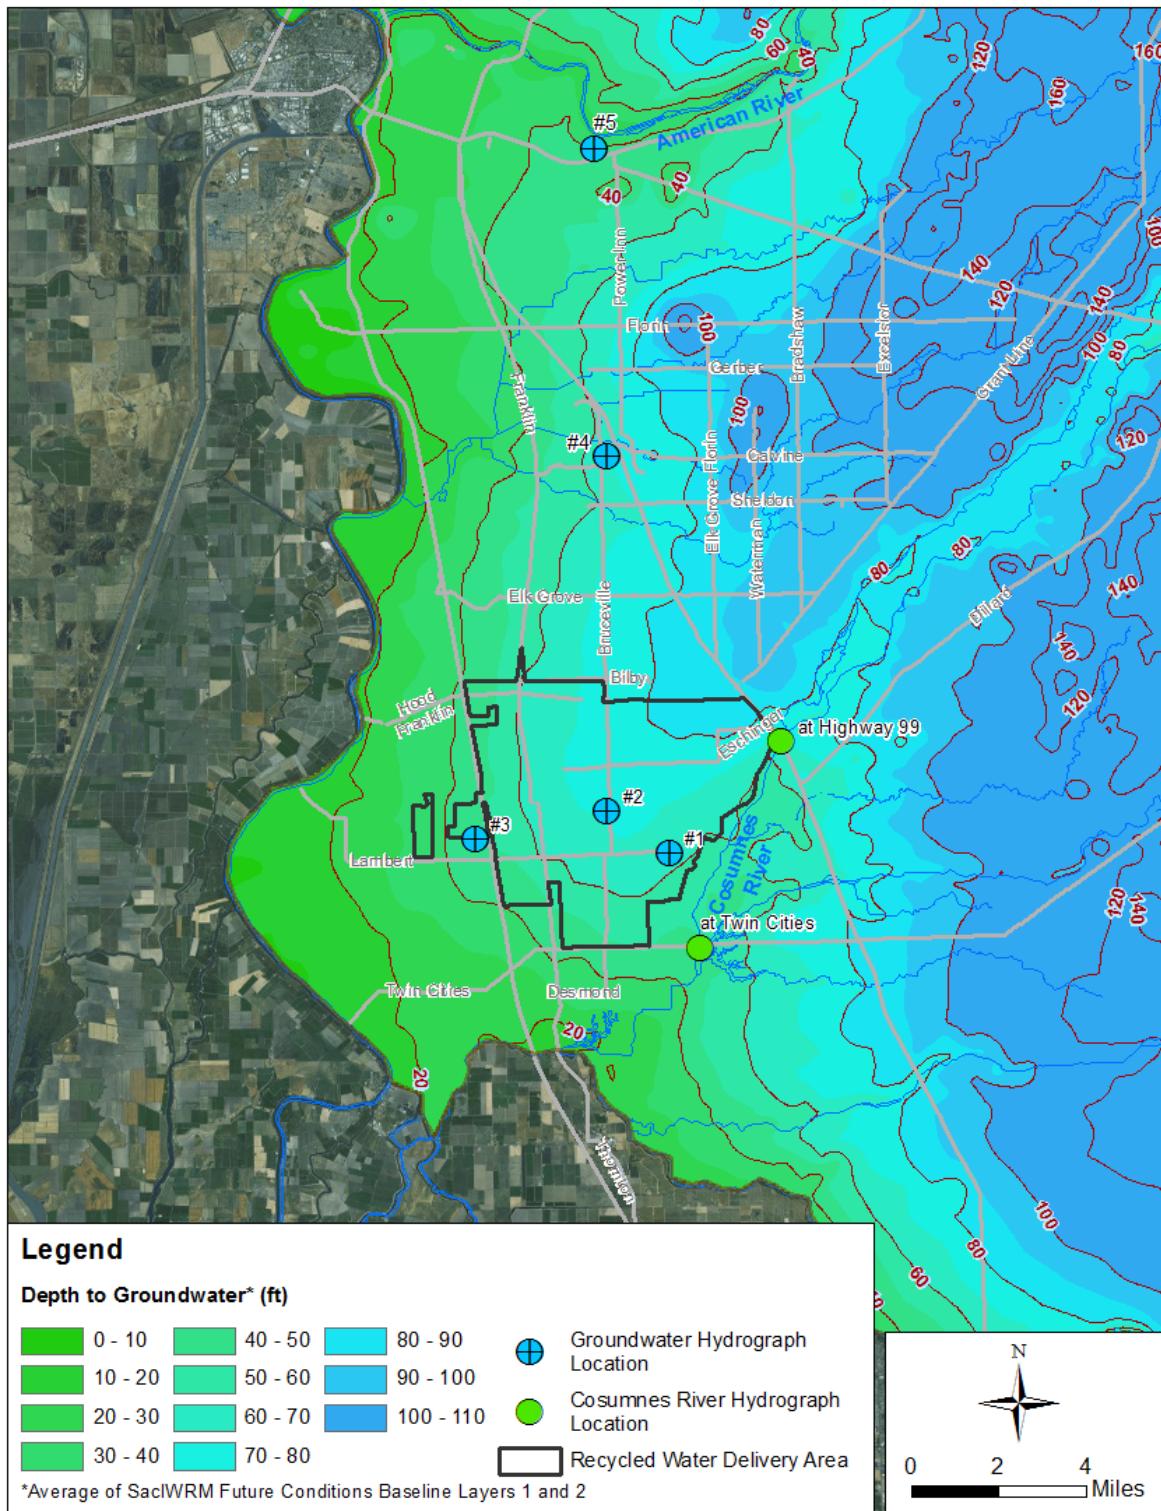 80
60
40
120
160
160
#5
American River
40
40
Power Inn
140
120
140
100
80
100
Florin
100
Gerber
Bradshaw
Excelsior
Grant Line
Franklin
100
120
#4
Calvine
Elk Grove Florin
Sheldon
Waterman
80
80
140
Dillard
Elk Grove
Bruceville
140
120
Bilby
Hood
Franklin
Eschinger
at Highway 99
#2
#3
#1
Lambert
Cosumnes
River
120
140
at Twin Cities
Twin Cities
Desmond
20
20
Thornton
100
80
60
Legend
Depth to Groundwater* (ft)
0 - 10
10 - 20
20 - 30
30 - 40
40 - 50
50 - 60
60 - 70
70 - 80
80 - 90
90 - 100
100 - 110
Groundwater Hydrograph
Location
Cosumnes River Hydrograph
Location
Recycled Water Delivery Area
*Average of SacIWRM Future Conditions Baseline Layers 1 and 2
N
0 2 4
Miles